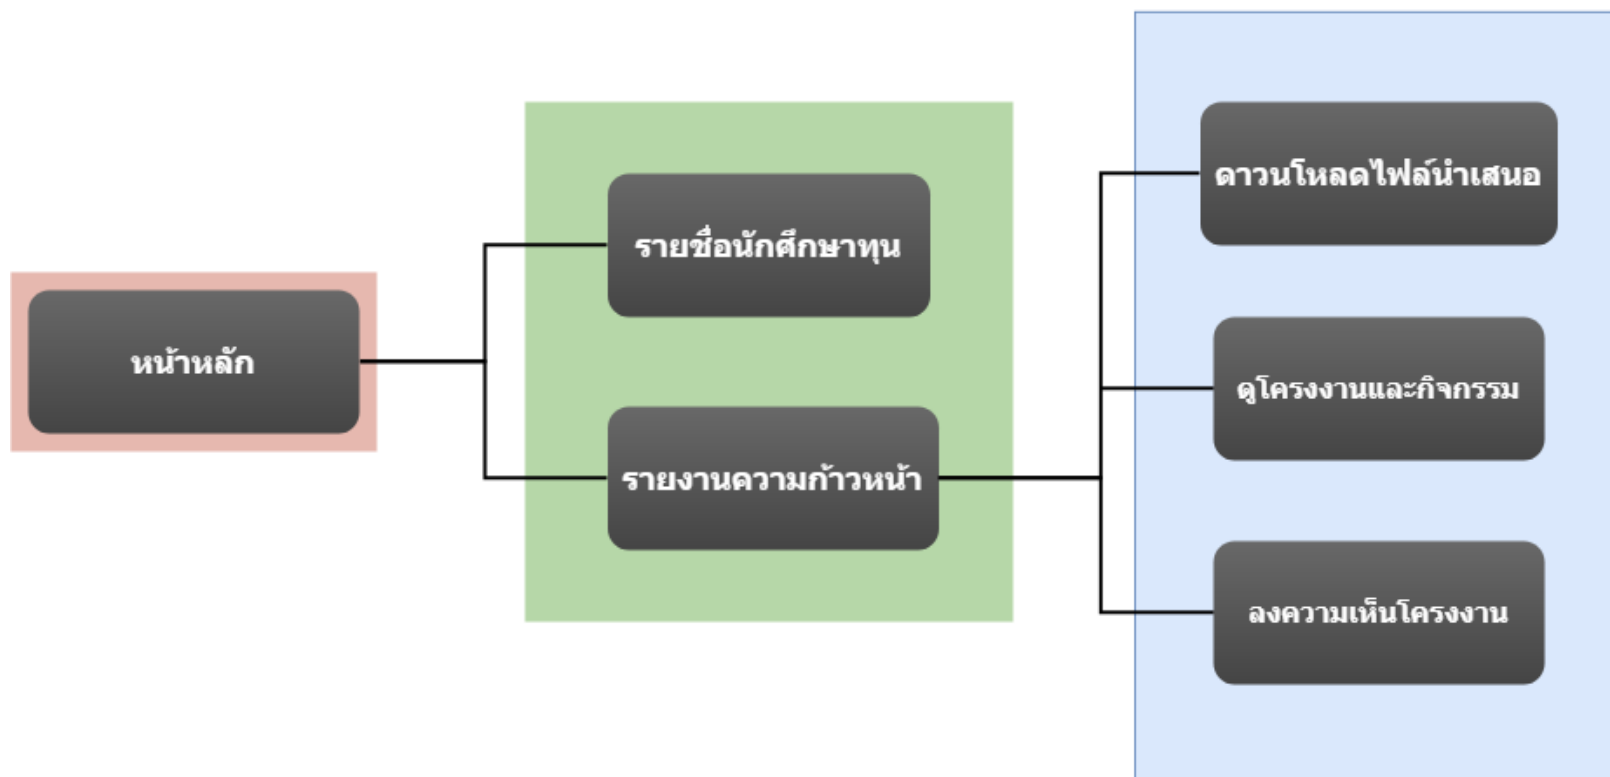 หน้าหลัก
รายชื่อนักศึกษาทุน
รายงานความก้าวหน้า
ดาวนโหลดไฟล์นำเสนอ
ดูโครงงานและกิจกรรม
ลงความเห็นโครงงาน